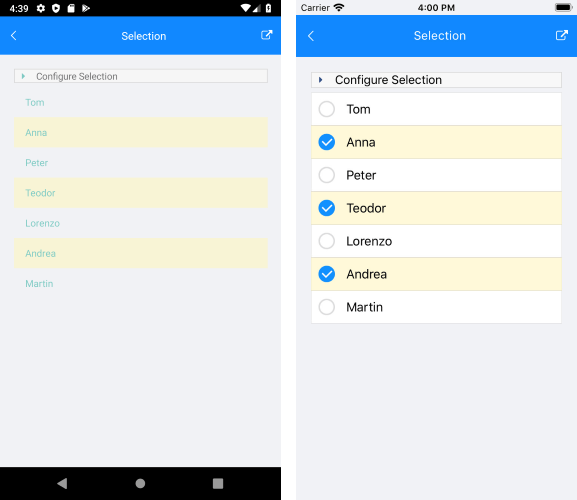 4:39
Selection
Configure Selection
Tom
Anna
Peter
Teodor
Lorenzo
Andrea
Martin
Carrier 4:00 PM
Selection
Configure Selection
Tom
Anna
Peter
Teodor
Lorenzo
Andrea
Martin